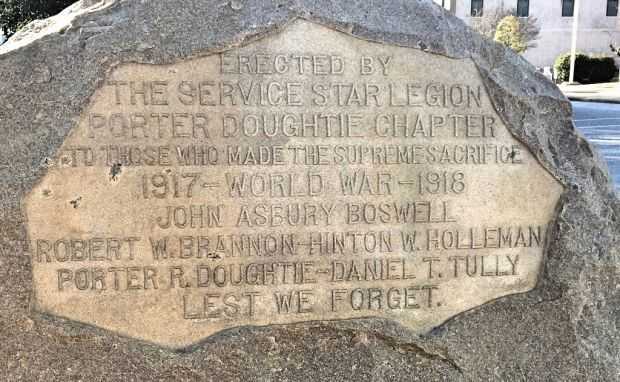 ERECTED BY
THE SERVICE STAR LEGION
PORTER DOUGHTIE CHAPTER
TO THOSE WHO MADE THE SUPREME SACRIFICE
1917-WORLD WAR-1918
JOHN ASBURY BOSWELL
ROBERT W. BRANNON-HINTON W. HOLLEMAN
PORTER R. DOUGHTIE-DANIEL T. TULLY
LEST WE FORGET.